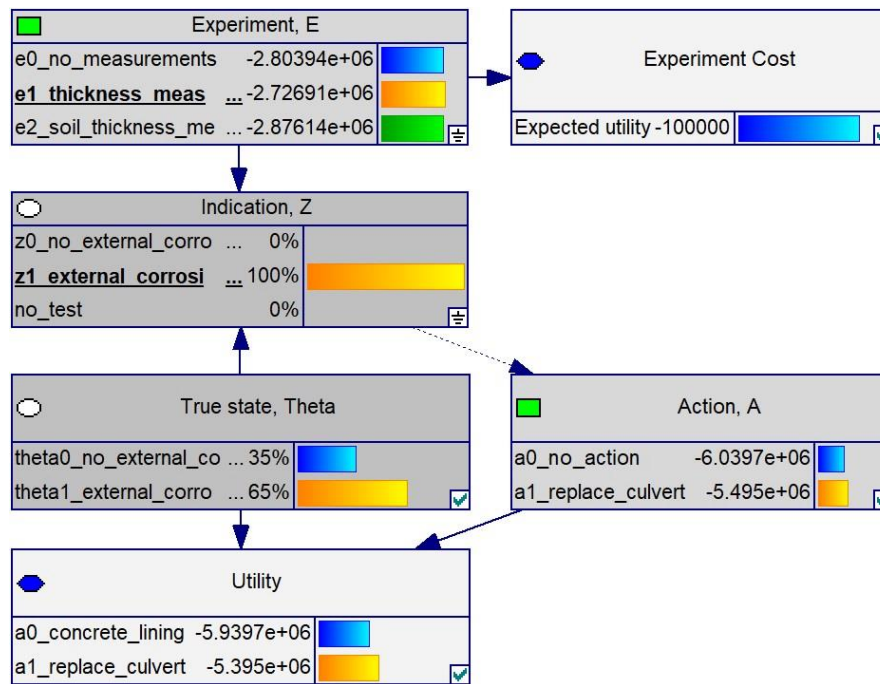 Experiment, E
e0_no_measurements -2.80394e+06
e1_thickness_meas ...-2.72691e+06
e2_soil_thickness_me ...-2.87614e+06
Experiment Cost
Expected utility -100000
Indication, Z
z0_no_external_corro ... 0%
z1_external_corrosi ... 100%
no_test 0%
True state, Theta
theta0_no_external_co ... 35%
theta1_external_corro ... 65%
Action, A
a0_no_action -6.0397e+06
a1_replace_culvert -5.495e+06
Utility
a0_concrete_lining -5.9397e+06
a1_replace_culvert -5.395e+06